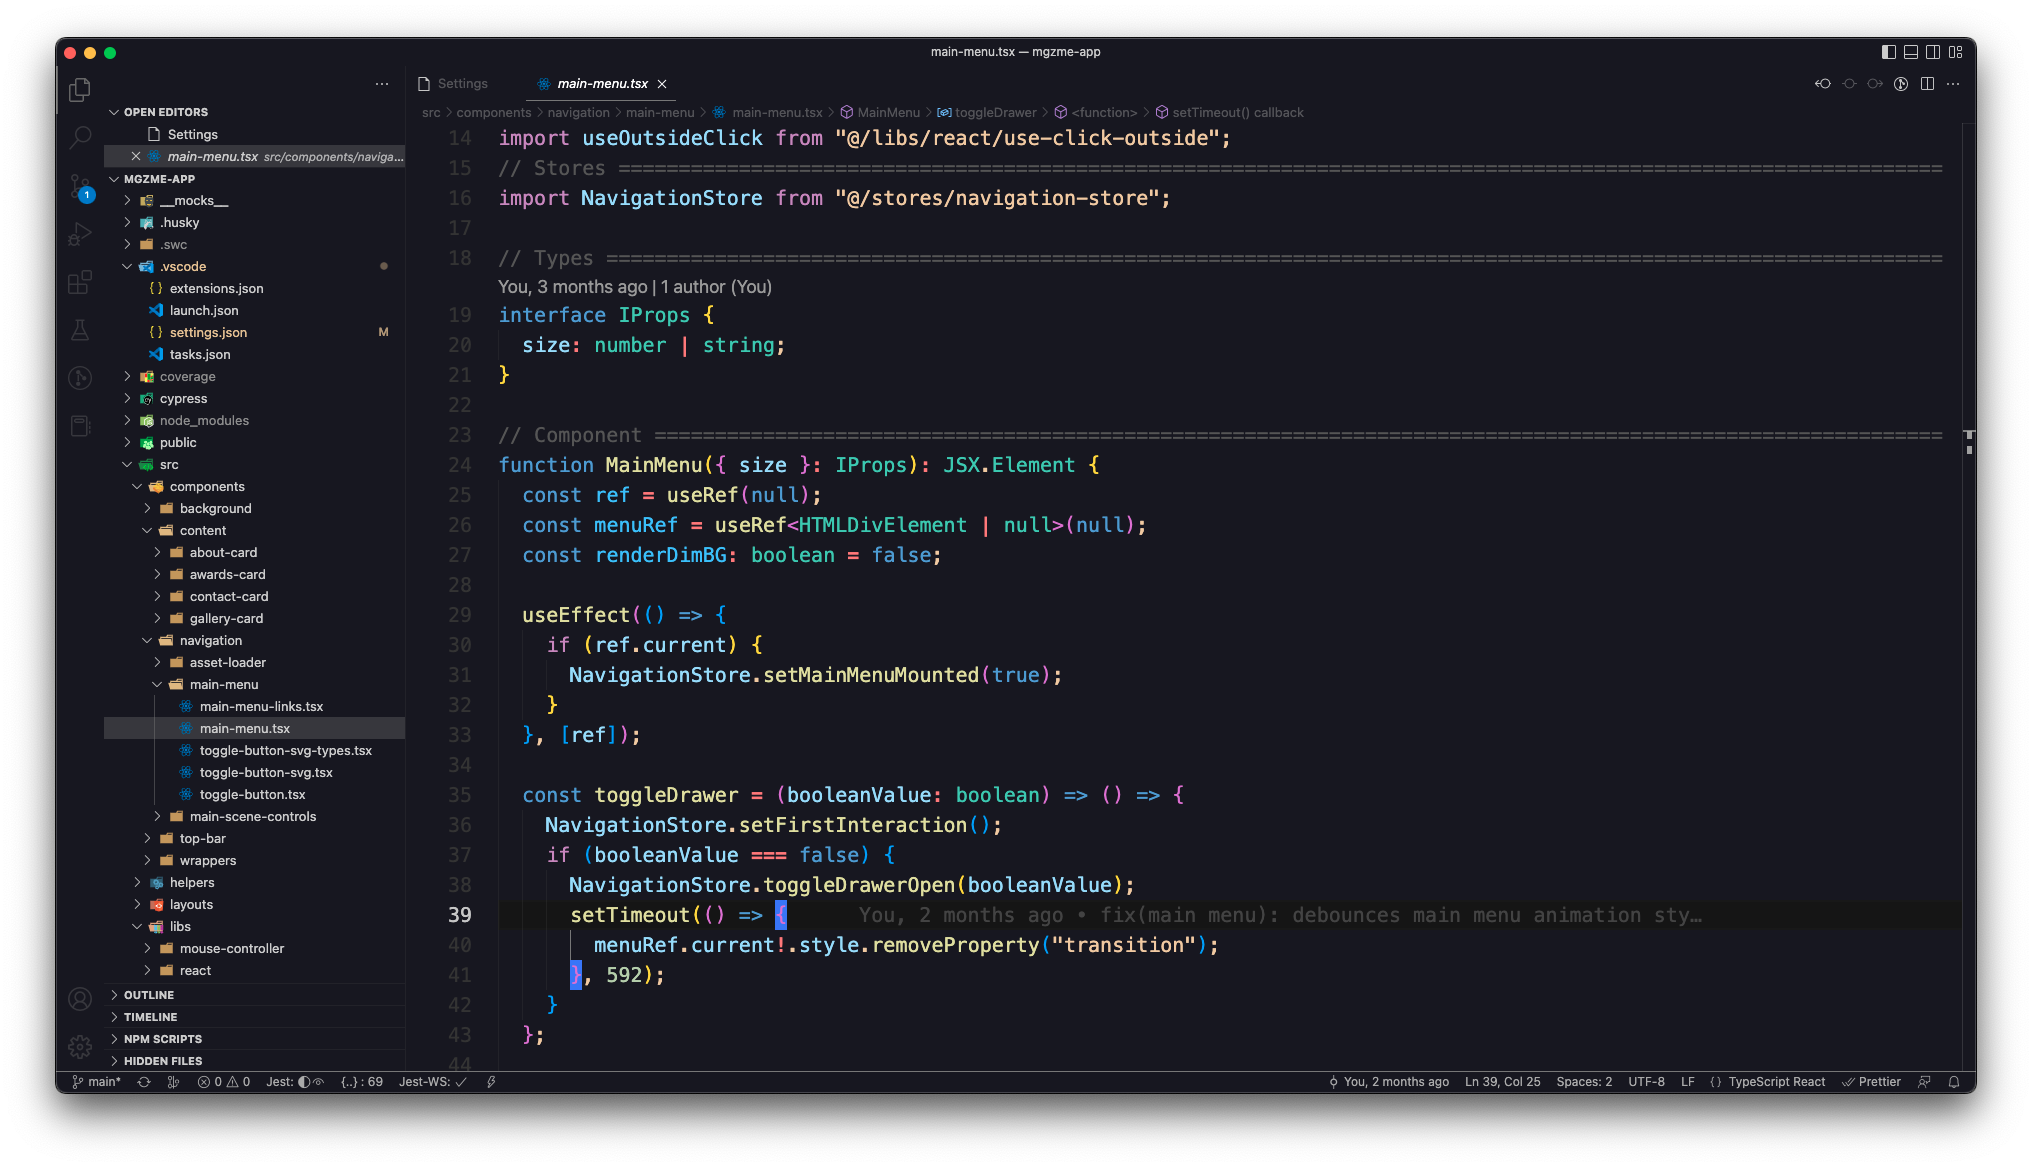 main-menu.tsx — mgzme-app
OPEN EDITORS
Settings
main-menu.tsx src/components/naviga...
MGZME-APP
__mocks__
.husky
.swc
.vscode
extensions.json
launch.json
settings.json M
tasks.json
coverage
cypress
node_modules
public
src
components
background
content
about-card
awards-card
contact-card
gallery-card
navigation
asset-loader
main-menu
main-menu-links.tsx
main-menu.tsx
toggle-button-svg-types.tsx
toggle-button-svg.tsx
toggle-button.tsx
main-scene-controls
top-bar
wrappers
helpers
layouts
libs
mouse-controller
react
OUTLINE
TIMELINE
NPM SCRIPTS
HIDDEN FILES
1
Settings main-menu.tsx
src > components > navigation > main-menu > main-menu.tsx > MainMenu > toggleDrawer > <function> > setTimeout() callback
14 import useOutsideClick from "@/libs/react/use-click-outside";
15 // Stores ==============================================================================================================
16 import NavigationStore from "@/stores/navigation-store";
17
18 // Types ===============================================================================================================
You, 3 months ago | 1 author (You)
19 interface IProps {
20 size: number | string;
21 }
22
23 // Component ===========================================================================================================
24 function MainMenu({ size }: IProps): JSX.Element {
25 const ref = useRef(null);
26 const menuRef = useRef<HTMLDivElement | null>(null);
27 const renderDimBG: boolean = false;
28
29 useEffect(() => {
30 if (ref.current) {
31 NavigationStore.setMainMenuMounted(true);
32 }
33 }, [ref]);
34
35 const toggleDrawer = (booleanValue: boolean) => () => {
36 NavigationStore.setFirstInteraction();
37 if (booleanValue === false) {
38 NavigationStore.toggleDrawerOpen(booleanValue);
39 setTimeout(() => { You, 2 months ago • fix(main menu): debounces main menu animation sty…
40 menuRef.current!.style.removeProperty("transition");
41 }, 592);
42 }
43 };
44
main* 0 0 Jest: {..} : 69 Jest-WS: ✓ You, 2 months ago Ln 39, Col 25 Spaces: 2 UTF-8 LF {} TypeScript React Prettier